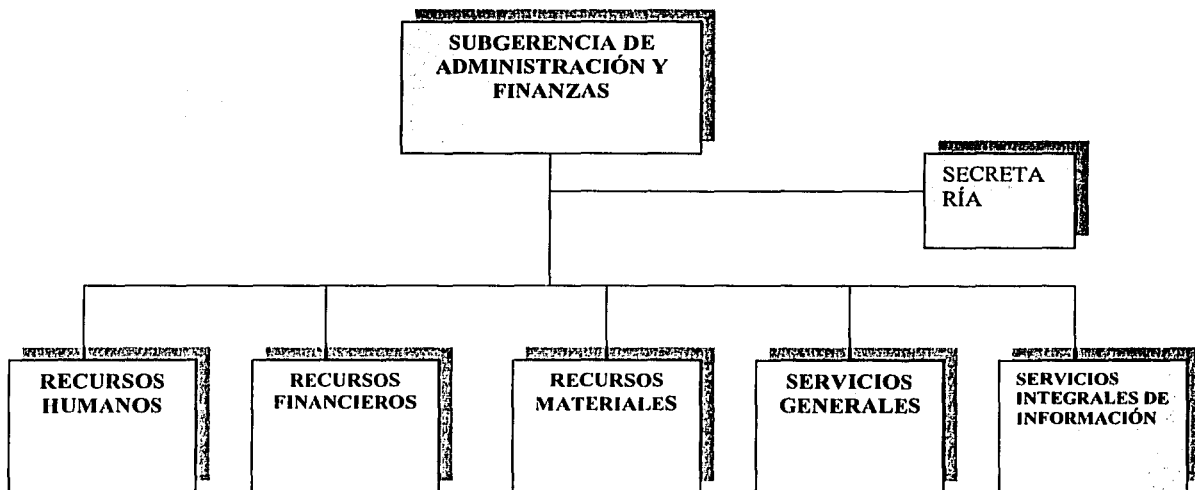 SUBGERENCIA DE
ADMINISTRACIÓN Y
FINANZAS
SECRETA
RÍA
RECURSOS
HUMANOS
RECURSOS
FINANCIEROS
RECURSOS
MATERIALES
SERVICIOS
GENERALES
SERVICIOS
INTEGRALES DE
INFORMACIÓN